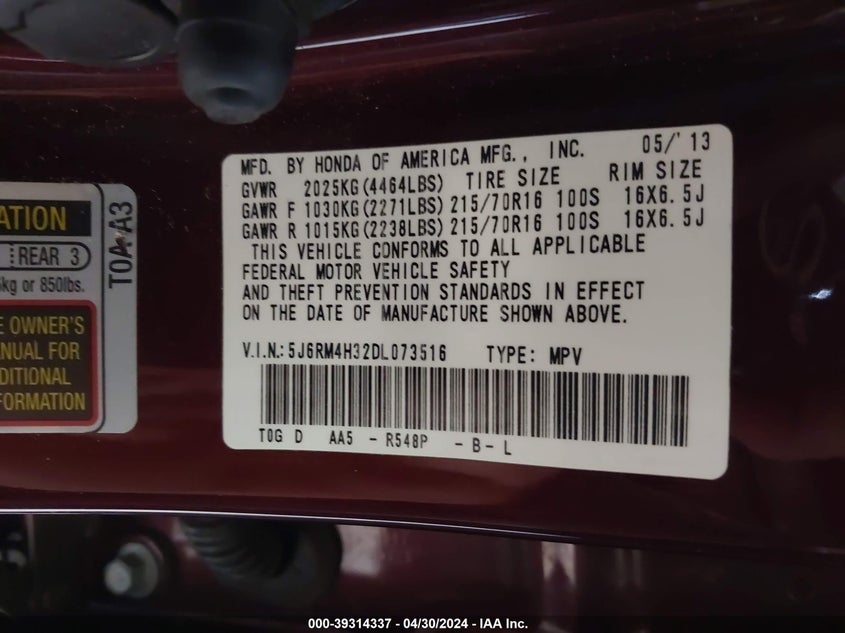 MFD. BY HONDA OF AMERICA MFG., INC. 05/'13
GVWR 2025KG(4464LBS) TIRE SIZE RIM SIZE
GAWR F 1030KG(2271LBS) 215/70R16 100S 16X6.5J
GAWR R 1015KG(2238LBS) 215/70R16 100S 16X6.5J
THIS VEHICLE CONFORMS TO ALL APPLICABLE
FEDERAL MOTOR VEHICLE SAFETY
AND THEFT PREVENTION STANDARDS IN EFFECT
ON THE DATE OF MANUFACTURE SHOWN ABOVE.
V.I.N.: 5J6RM4H32DL073516 TYPE: MPV
T0G D AA5 - R548P - B - L
ATION
REAR 3
kg or 850lbs.
E OWNER'S
NUAL FOR
DITIONAL
FORMATION
T0A-A3
000-39314337 - 04/30/2024 - IAA Inc.